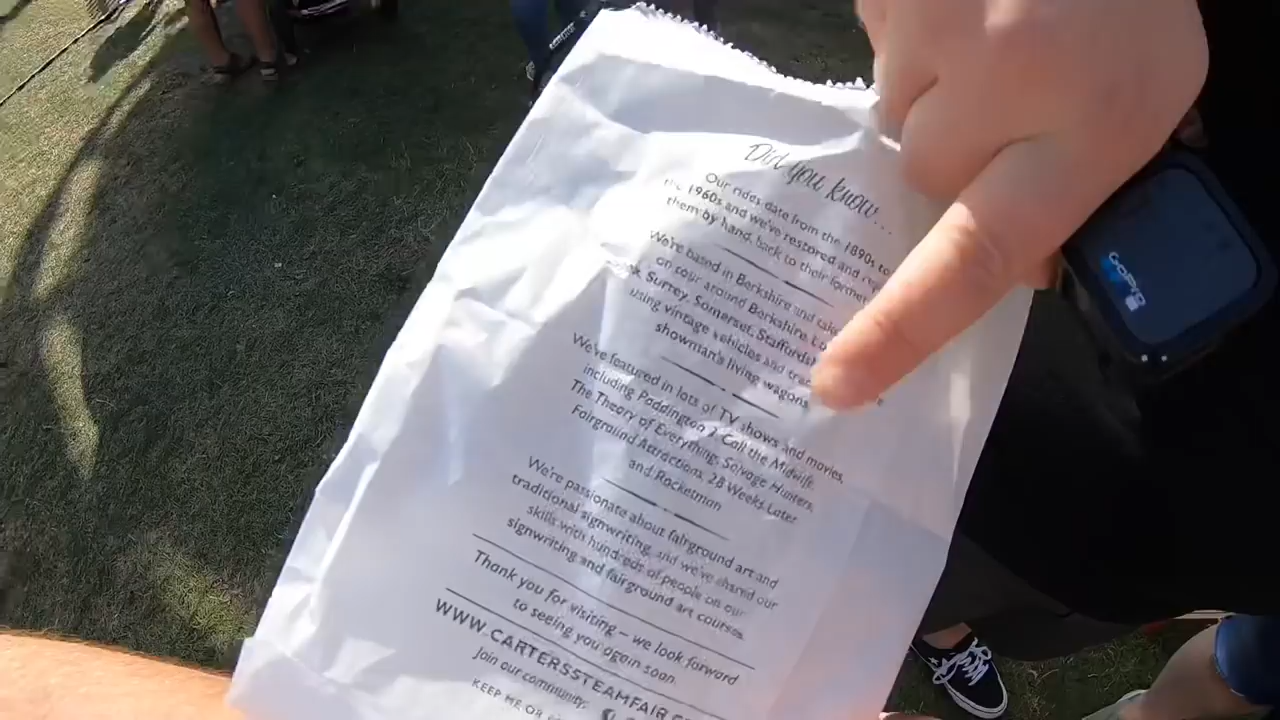 Did you know...
Our rides date from the 1890s to
the 1960s and we've restored and
them by hand, back to their former
We're based in Berkshire and take
on tour around Berkshire,
Surrey, Somerset,
using vintage vehicles and
showman's living wagons
We've featured in lots of TV shows and movies,
including Paddington 2, Call the Midwife,
The Theory of Everything, Salvage Hunters,
Fairground Attractions, 28 Weeks Later
and Rocketman
We're passionate about fairground art and
traditional signwriting, and we've shared our
skills with hundreds of people on our
signwriting and fairground art courses.
Thank you for visiting – we look forward
to seeing you again soon.
WWW.CARTERSSTEAMFAIR
Join our community:
KEEP ME OR
GoPro